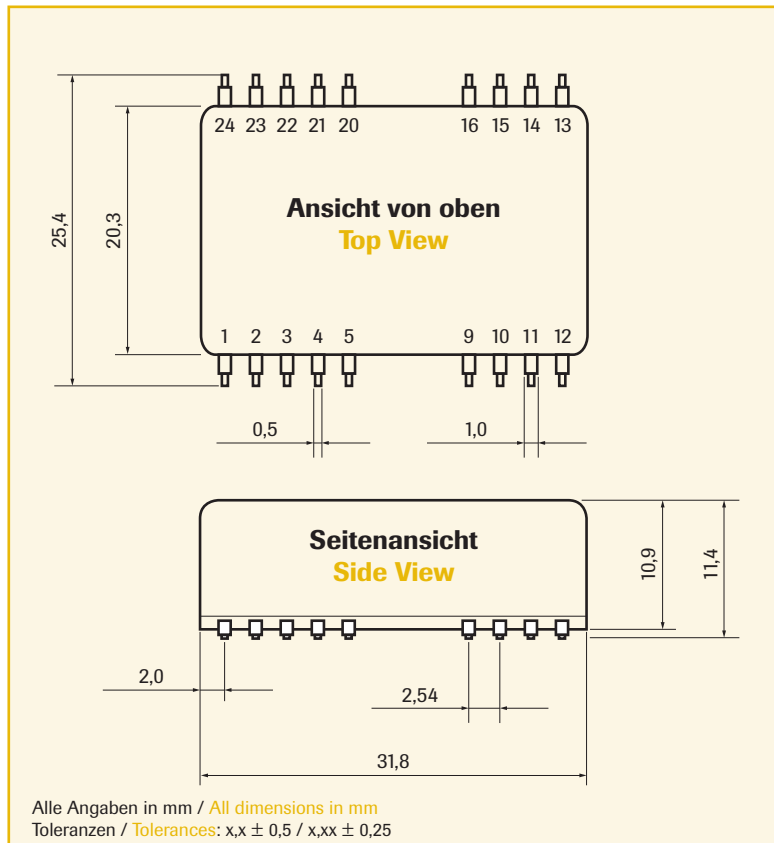 24 23 22 21 20 16 15 14 13
25,4
20,3
Ansicht von oben
Top View
1 2 3 4 5 9 10 11 12
0,5
1,0
Seitenansicht
Side View
10,9
11,4
2,0
2,54
31,8
Alle Angaben in mm / All dimensions in mm
Toleranzen / Tolerances: x,x ± 0,5 / x,xx ± 0,25